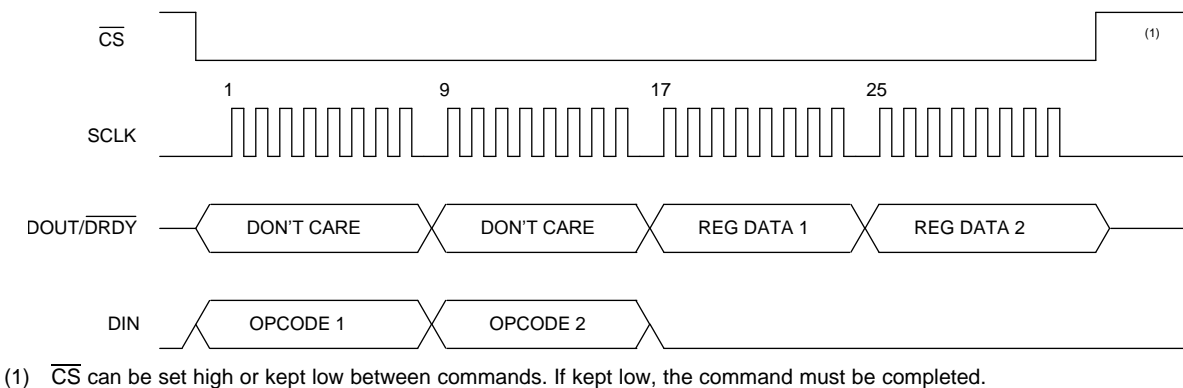 CS (1)
1 9 17 25
SCLK
DOUT/DRDY DON'T CARE DON'T CARE REG DATA 1 REG DATA 2
DIN OPCODE 1 OPCODE 2
(1) CS can be set high or kept low between commands. If kept low, the command must be completed.